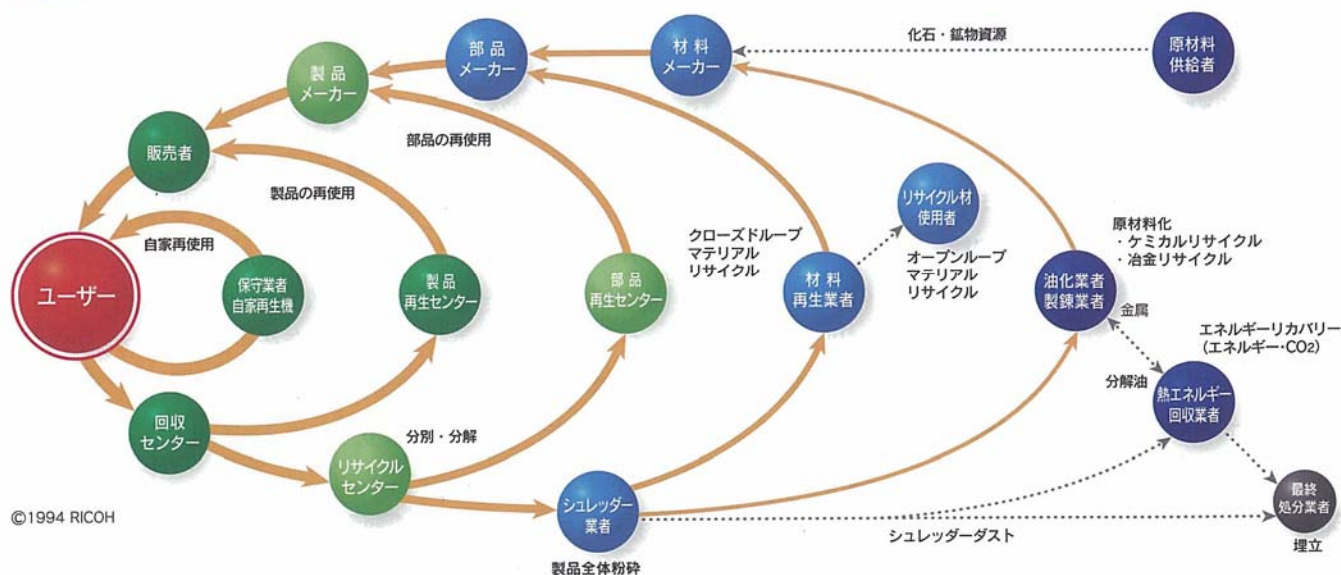 化石・鉱物資源
原材料
供給者
材 料
メーカー
部 品
メーカー
製 品
メーカー
販売者
部品の再使用
製品の再使用
自家再使用
ユーザー
保守業者
自家再生機
製 品
再生センター
部 品
再生センター
クローズドループ
マテリアル
リサイクル
材 料
再生業者
リサイクル材
使用者
オープンループ
マテリアル
リサイクル
原材料化
・ケミカルリサイクル
・冶金リサイクル
油化業者
製錬業者
金属
分解油
エネルギーリカバリー
(エネルギー・CO2)
熱エネルギー
回収業者
回収
センター
分別・分解
リサイクル
センター
シュレッダー
業者
製品全体粉砕
シュレッダーダスト
最終
処分業者
埋立
©1994 RICOH